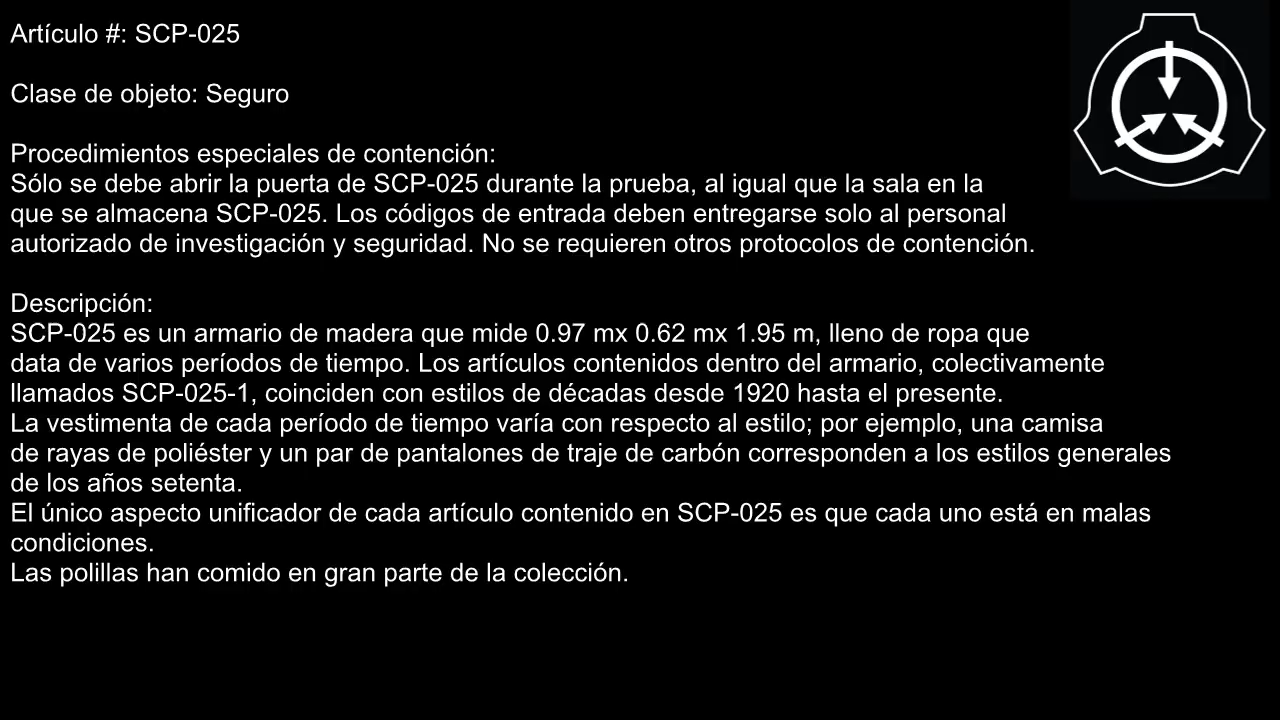 Artículo #: SCP-025
Clase de objeto: Seguro
Procedimientos especiales de contención:
Sólo se debe abrir la puerta de SCP-025 durante la prueba, al igual que la sala en la
que se almacena SCP-025. Los códigos de entrada deben entregarse solo al personal
autorizado de investigación y seguridad. No se requieren otros protocolos de contención.
Descripción:
SCP-025 es un armario de madera que mide 0.97 mx 0.62 mx 1.95 m, lleno de ropa que
data de varios períodos de tiempo. Los artículos contenidos dentro del armario, colectivamente
llamados SCP-025-1, coinciden con estilos de décadas desde 1920 hasta el presente.
La vestimenta de cada período de tiempo varía con respecto al estilo; por ejemplo, una camisa
de rayas de poliéster y un par de pantalones de traje de carbón corresponden a los estilos generales
de los años setenta.
El único aspecto unificador de cada artículo contenido en SCP-025 es que cada uno está en malas
condiciones.
Las polillas han comido en gran parte de la colección.